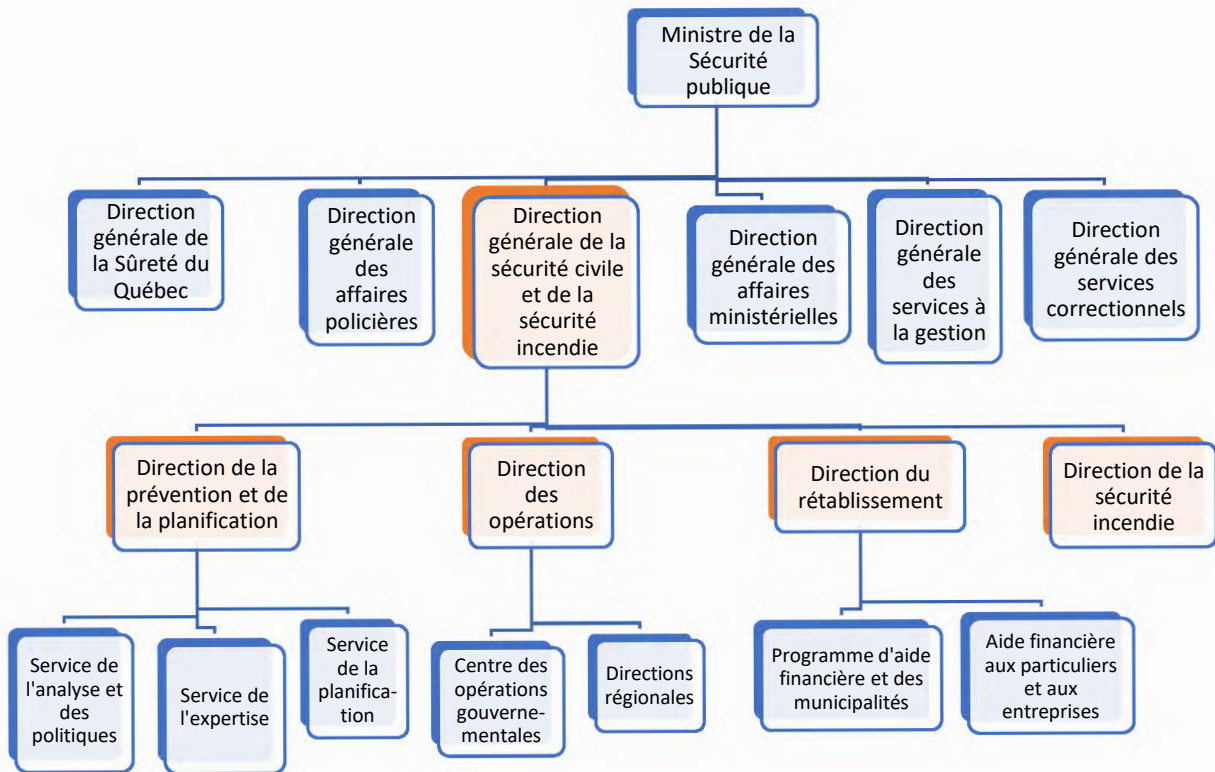 Ministre de la
Sécurité
publique
Direction
générale de
la Sûreté du
Québec
Direction
générale
des
affaires
policières
Direction
générale de la
sécurité civile
et de la
sécurité
incendie
Direction
générale des
affaires
ministérielles
Direction
générale
des
services à
la gestion
Direction
générale des
services
correctionnels
Direction de la
prévention et de
la planification
Direction
des
opérations
Direction du
rétablissement
Direction de la
sécurité
incendie
Service de
l'analyse et
des
politiques
Service de
l'expertise
Service
de la
planifica-
tion
Centre des
opérations
gouverne-
mentales
Directions
régionales
Programme d'aide
financière et des
municipalités
Aide financière
aux particuliers
et aux
entreprises